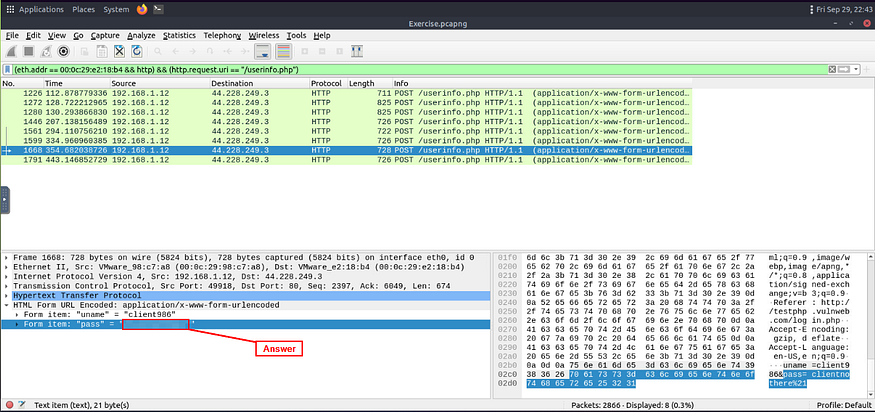 Applications Places System Fri Sep 29, 22:43
Exercise.pcapng
File Edit View Go Capture Analyze Statistics Telephony Wireless Tools Help
(eth.addr == 00:0c:29:e2:18:b4 && http) && (http.request.uri == "/userinfo.php")
No. Time Source Destination Protocol Length Info
1226 112.878779336 192.168.1.12 44.228.249.3 HTTP 711 POST /userinfo.php HTTP/1.1 (application/x-www-form-urlencod…
1272 128.722212965 192.168.1.12 44.228.249.3 HTTP 825 POST /userinfo.php HTTP/1.1 (application/x-www-form-urlencod…
1280 130.293866830 192.168.1.12 44.228.249.3 HTTP 825 POST /userinfo.php HTTP/1.1 (application/x-www-form-urlencod…
1446 207.138156489 192.168.1.12 44.228.249.3 HTTP 726 POST /userinfo.php HTTP/1.1 (application/x-www-form-urlencod…
1561 294.110756210 192.168.1.12 44.228.249.3 HTTP 722 POST /userinfo.php HTTP/1.1 (application/x-www-form-urlencod…
1599 334.960960385 192.168.1.12 44.228.249.3 HTTP 726 POST /userinfo.php HTTP/1.1 (application/x-www-form-urlencod…
1668 354.682038726 192.168.1.12 44.228.249.3 HTTP 728 POST /userinfo.php HTTP/1.1 (application/x-www-form-urlencod…
1791 443.146852729 192.168.1.12 44.228.249.3 HTTP 726 POST /userinfo.php HTTP/1.1 (application/x-www-form-urlencod…
Frame 1668: 728 bytes on wire (5824 bits), 728 bytes captured (5824 bits) on interface eth0, id 0
Ethernet II, Src: VMware_98:c7:a8 (00:0c:29:98:c7:a8), Dst: VMware_e2:18:b4 (00:0c:29:e2:18:b4)
Internet Protocol Version 4, Src: 192.168.1.12, Dst: 44.228.249.3
Transmission Control Protocol, Src Port: 49918, Dst Port: 80, Seq: 2397, Ack: 6049, Len: 674
Hypertext Transfer Protocol
HTML Form URL Encoded: application/x-www-form-urlencoded
Form item: "uname" = "client986"
Form item: "pass" = "
Answer
01f0 6d 6c 3b 71 3d 30 2e 39 2c 69 6d 61 67 65 2f 77 ml;q=0.9 ,image/w
0200 65 62 70 2c 69 6d 61 67 65 2f 61 70 6e 67 2c 2a ebp,imag e/apng,*
0210 2f 2a 3b 71 3d 30 2e 38 2c 61 70 70 6c 69 63 61 /*;q=0.8 ,applica
0220 74 69 6f 6e 2f 73 69 67 6e 65 64 2d 65 78 63 68 tion/sig ned-exch
0230 61 6e 67 65 3b 76 3d 62 33 3b 71 3d 30 2e 39 0d ange;v=b 3;q=0.9·
0240 0a 52 65 66 65 72 65 72 3a 20 68 74 74 70 3a 2f ·Referer : http:/
0250 2f 74 65 73 74 70 68 70 2e 76 75 6c 6e 77 65 62 /testphp .vulnweb
0260 2e 63 6f 6d 2f 6c 6f 67 69 6e 2e 70 68 70 0d 0a .com/log in.php··
0270 41 63 63 65 70 74 2d 45 6e 63 6f 64 69 6e 67 3a Accept-E ncoding:
0280 20 67 7a 69 70 2c 20 64 65 66 6c 61 74 65 0d 0a gzip, d eflate··
0290 41 63 63 65 70 74 2d 4c 61 6e 67 75 61 67 65 3a Accept-L anguage:
02a0 20 65 6e 2d 55 53 2c 65 6e 3b 71 3d 30 2e 39 0d en-US,e n;q=0.9·
02b0 0a 0d 0a 75 6e 61 6d 65 3d 63 6c 69 65 6e 74 39 ···uname =client9
02c0 38 36 26 70 61 73 73 3d 63 6c 69 65 6e 74 6e 6f 86&pass= clientno
02d0 74 68 65 72 65 25 32 31 there%21
Text item (text), 21 byte(s) Packets: 2866 · Displayed: 8 (0.3%) Profile: Default